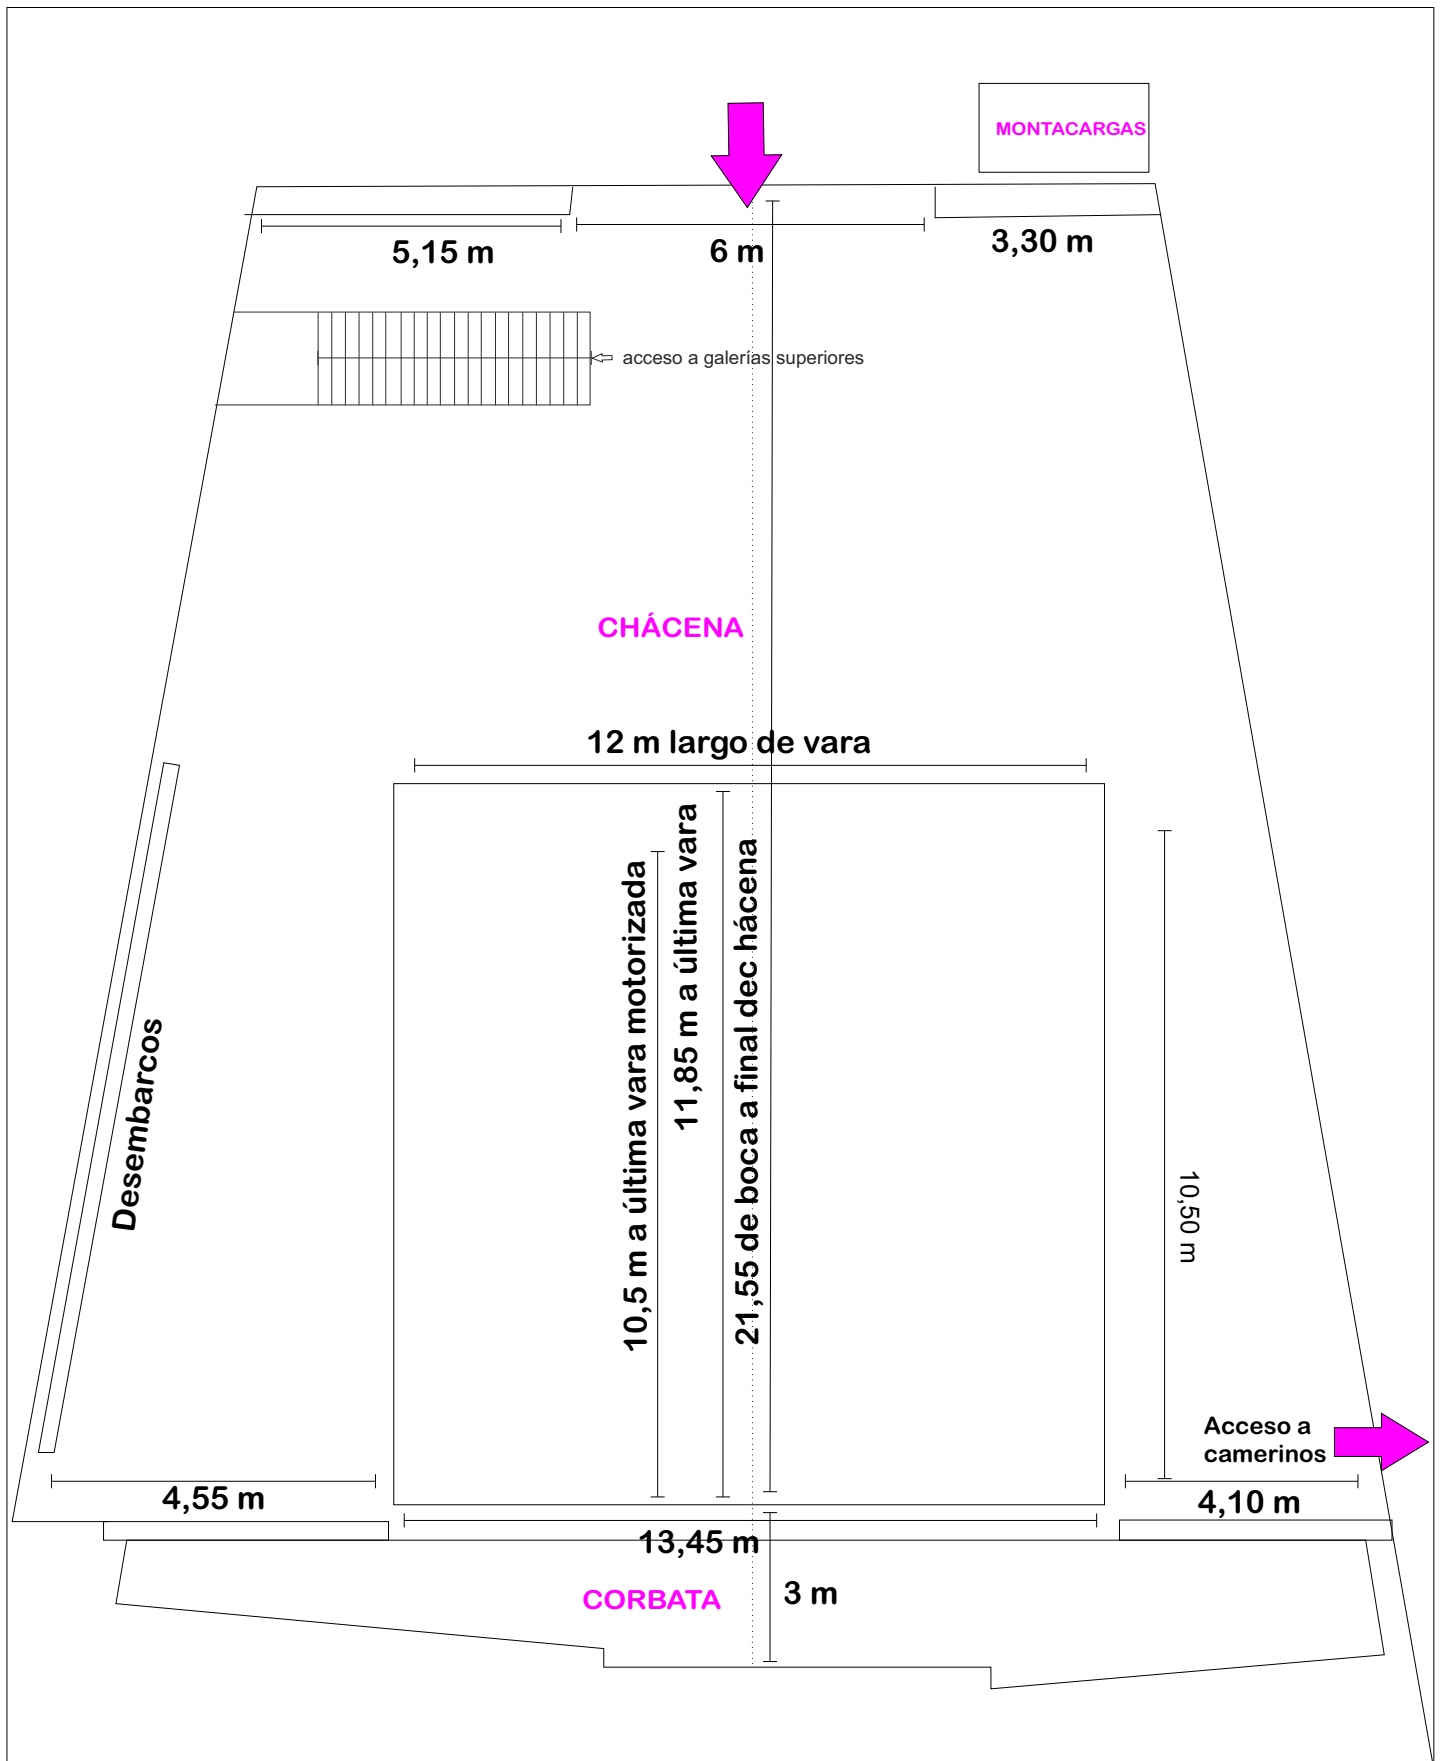 MONTACARGAS
5,15 m
6 m
3,30 m
acceso a galerías superiores
CHÁCENA
12 m largo de vara
10,5 m a última vara motorizada
11,85 m a última vara
21,55 de boca a final dec hácena
10,50 m
Desembarcos
Acceso a
camerinos
4,55 m
4,10 m
13,45 m
CORBATA
3 m